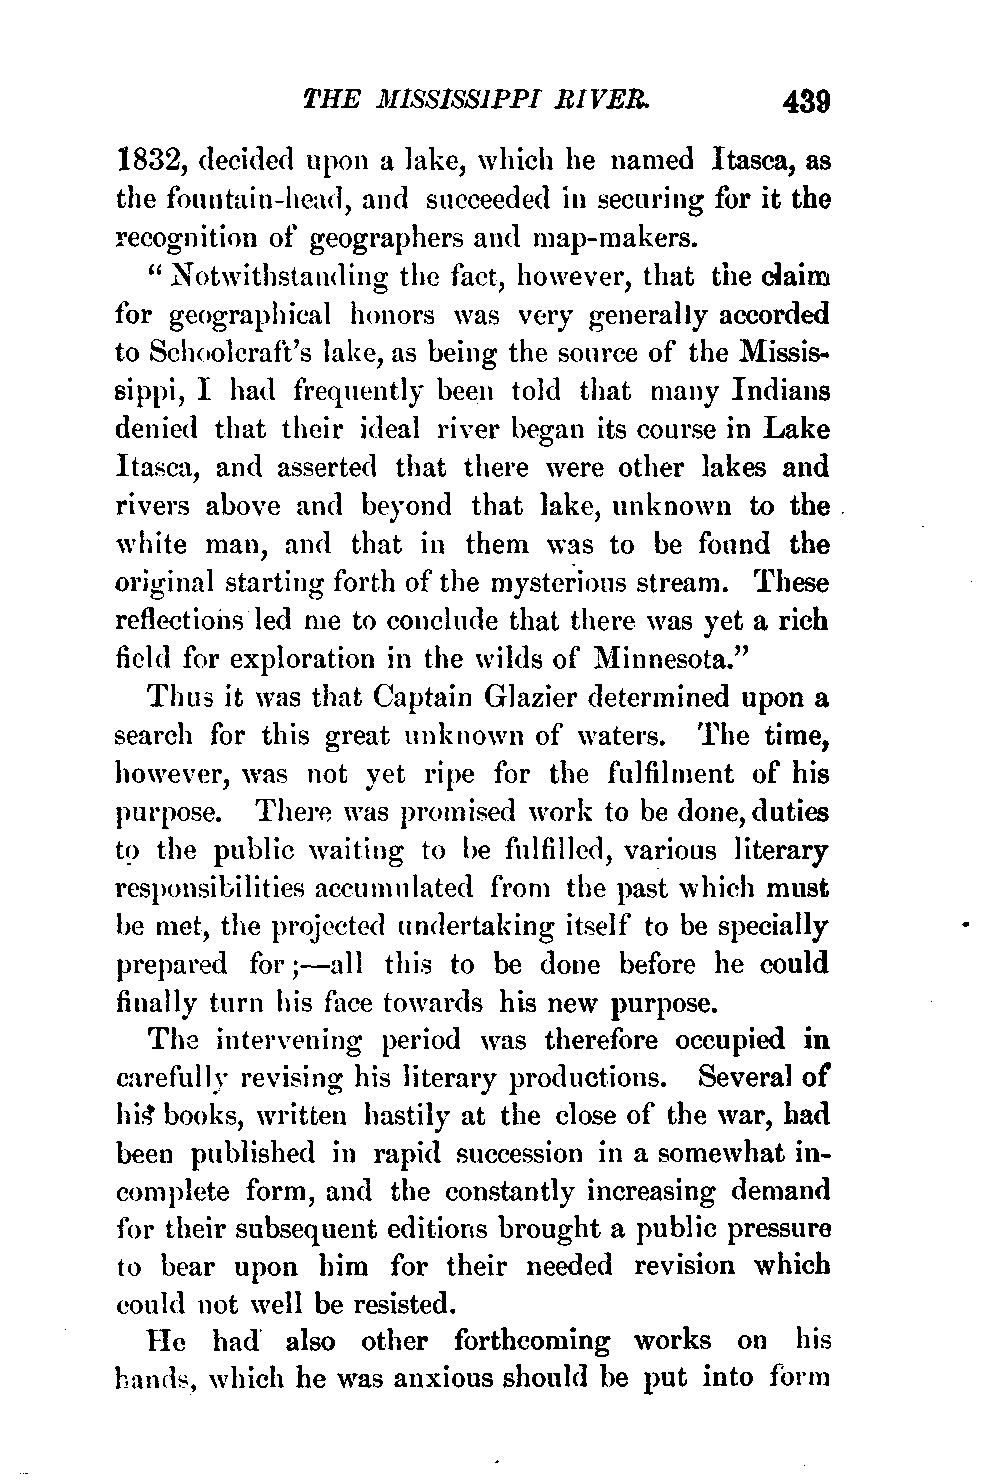 THE MISSISSIPPI RIVER. 439
1832, decided upon a lake, which he named Itasca, as
the fountain-head, and succeeded in securing for it the
recognition of geographers and map-makers.
“ Notwithstanding the fact, however, that the claim
for geographical honors was very generally accorded
to Schoolcraft’s lake, as being the source of the Missis-
sippi, I had frequently been told that many Indians
denied that their ideal river began its course in Lake
Itasca, and asserted that there were other lakes and
rivers above and beyond that lake, unknown to the
white man, and that in them was to be found the
original starting forth of the mysterious stream. These
reflections led me to conclude that there was yet a rich
field for exploration in the wilds of Minnesota.”
Thus it was that Captain Glazier determined upon a
search for this great unknown of waters. The time,
however, was not yet ripe for the fulfilment of his
purpose. There was promised work to be done, duties
to the public waiting to be fulfilled, various literary
responsibilities accumulated from the past which must
be met, the projected undertaking itself to be specially
prepared for ;—all this to be done before he could
finally turn his face towards his new purpose.
The intervening period was therefore occupied in
carefully revising his literary productions. Several of
his books, written hastily at the close of the war, had
been published in rapid succession in a somewhat in-
complete form, and the constantly increasing demand
for their subsequent editions brought a public pressure
to bear upon him for their needed revision which
could not well be resisted.
He had also other forthcoming works on his
hands, which he was anxious should be put into form